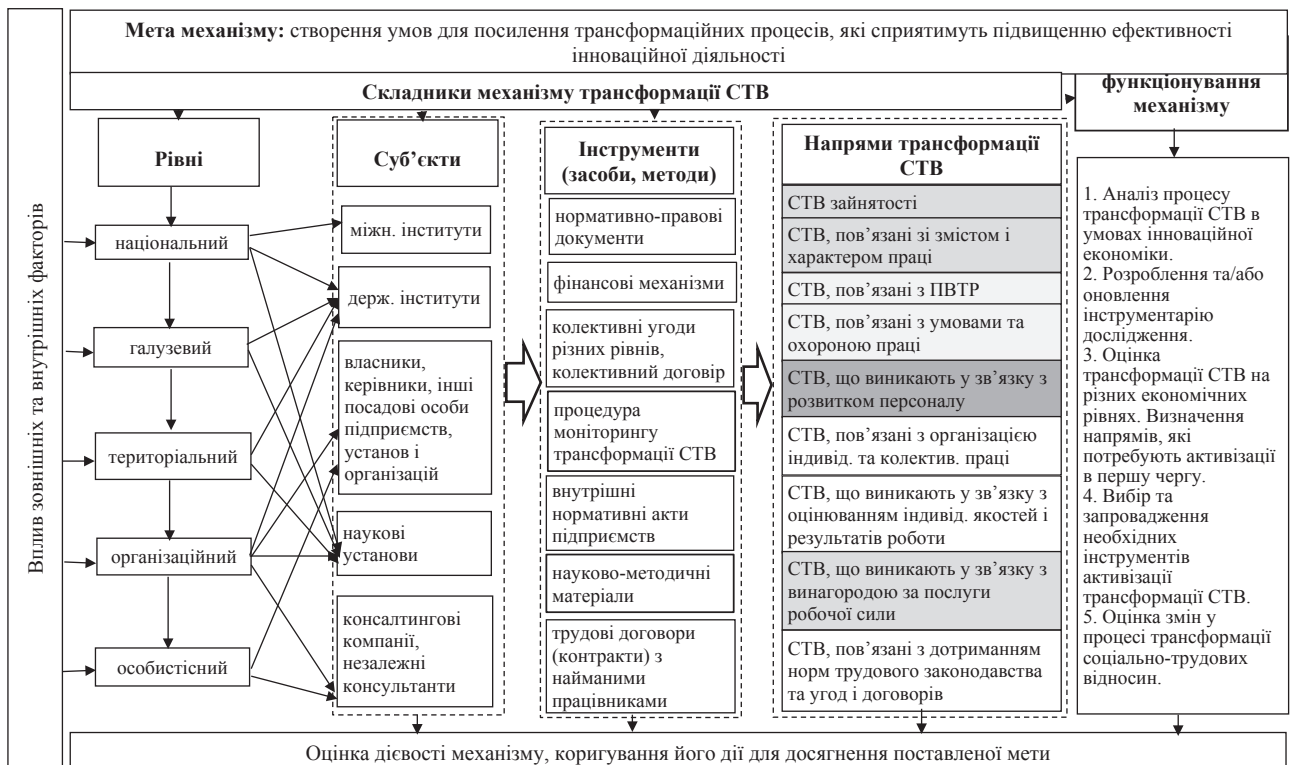 Мета механізму: створення умов для посилення трансформаційних процесів, які сприятимуть підвищенню ефективності
інноваційної діяльності
Складники механізму трансформації СТВ
функціонування
механізму
Вплив зовнішніх та внутрішніх факторів
Рівні
національний
галузевий
територіальний
організаційний
особистісний
Суб’єкти
міжн. інститути
держ. інститути
власники,
керівники, інші
посадові особи
підприємств,
установ і
організацій
наукові
установи
консалтингові
компанії,
незалежні
консультанти
Інструменти
(засоби, методи)
нормативно-правові
документи
фінансові механізми
колективні угоди
різних рівнів,
колективний договір
процедура
моніторингу
трансформації СТВ
внутрішні
нормативні акти
підприємств
науково-методичні
матеріали
трудові договори
(контракти) з
найманими
працівниками
Напрями трансформації
СТВ
СТВ зайнятості
СТВ, пов’язані зі змістом і
характером праці
СТВ, пов’язані з ПВТР
СТВ, пов’язані з умовами та
охороною праці
СТВ, що виникають у зв’язку з
розвитком персоналу
СТВ, пов’язані з організацією
індивід. та колектив. праці
СТВ, що виникають у зв’язку з
оцінюванням індивід. якостей і
результатів роботи
СТВ, що виникають у зв’язку з
винагородою за послуги
робочої сили
СТВ, пов’язані з дотриманням
норм трудового законодавства
та угод і договорів
1. Аналіз процесу
трансформації СТВ в
умовах інноваційної
економіки.
2. Розроблення та/або
оновлення
інструментарію
дослідження.
3. Оцінка
трансформації СТВ на
різних економічних
рівнях. Визначення
напрямів, які
потребують активізації
в першу чергу.
4. Вибір та
запровадження
необхідних
інструментів
активізації
трансформації СТВ.
5. Оцінка змін у
процесі трансформації
соціально-трудових
відносин.
Оцінка дієвості механізму, коригування його дії для досягнення поставленої мети